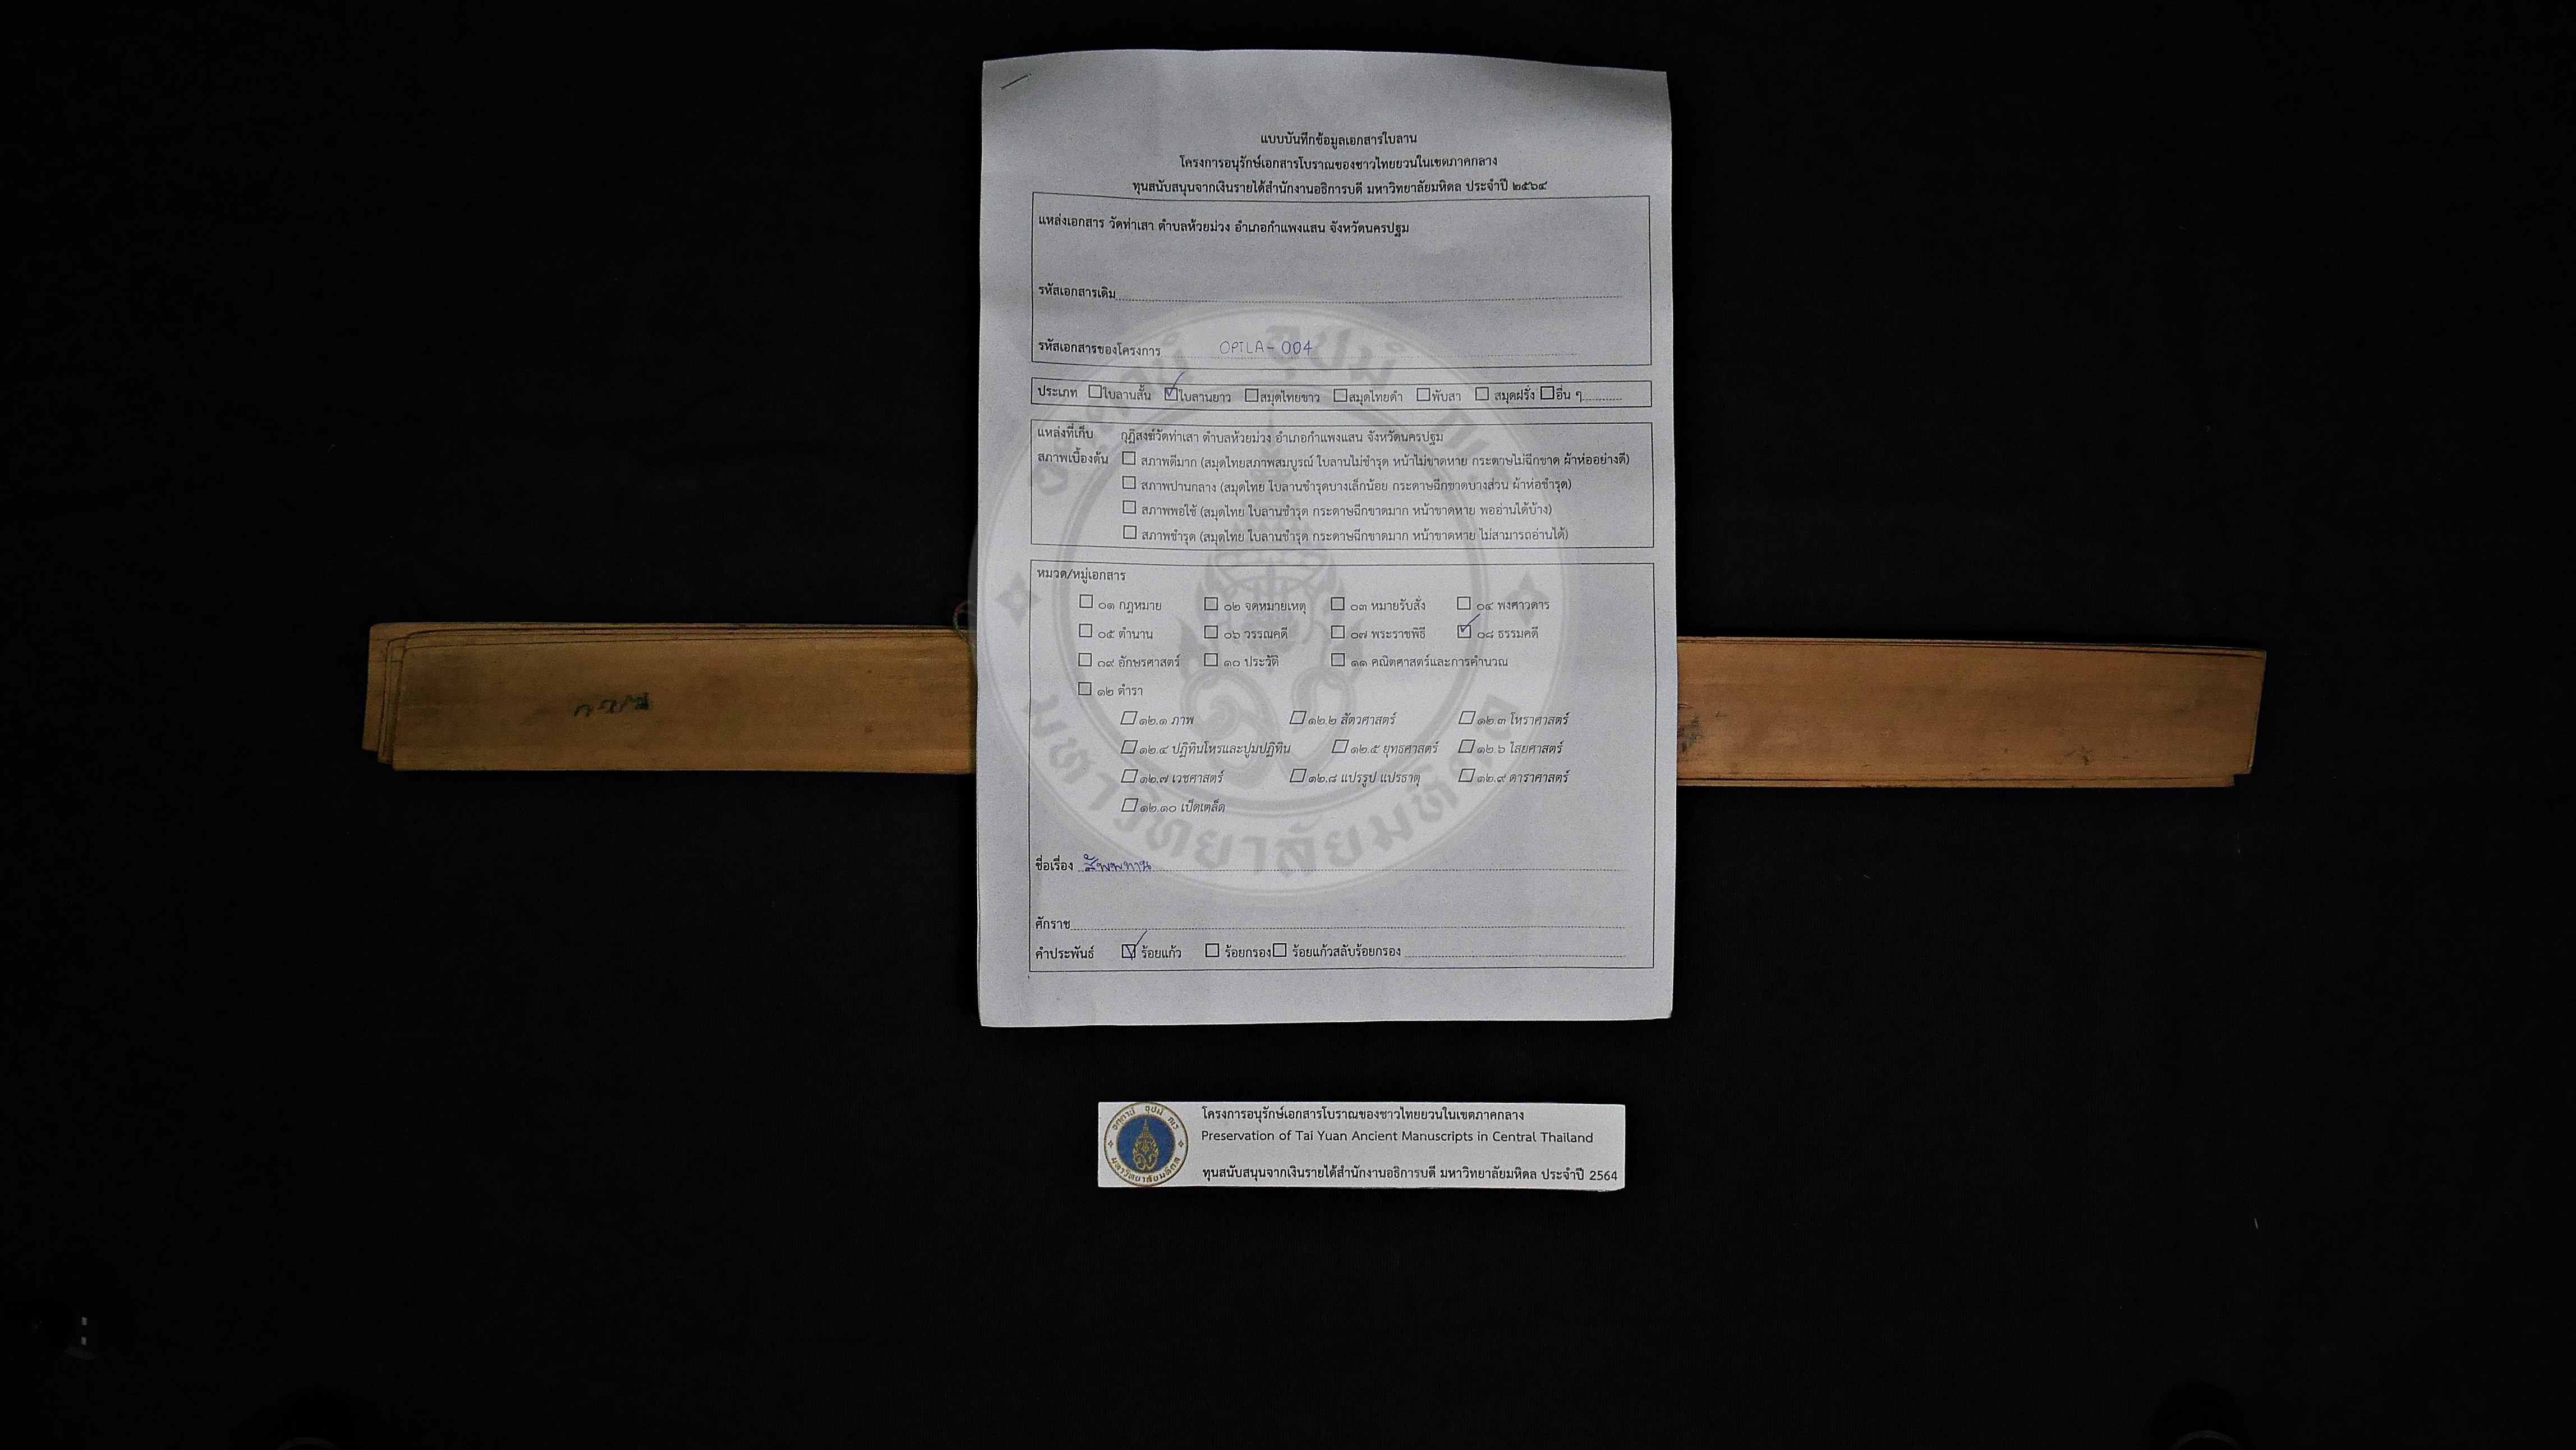 แบบบันทึกข้อมูลเอกสารใบลาน
โครงการอนุรักษ์เอกสารโบราณของชาวไทยยวนในเขตภาคกลาง
ทุนสนับสนุนจากเงินรายได้สำนักงานอธิการบดี มหาวิทยาลัยมหิดล ประจำปี ๒๕๖๔
แหล่งเอกสาร วัดท่าเสา ตำบลห้วยม่วง อำเภอกำแพงแสน จังหวัดนครปฐม
รหัสเอกสารเดิม
รหัสเอกสารของโครงการ OPTLA-004
ประเภท ใบลานสั้น ใบลานยาว สมุดไทยขาว สมุดไทยดำ พับสา สมุดฝรั่ง อื่น ๆ
แหล่งที่เก็บ กุฏิสงฆ์วัดท่าเสา ตำบลห้วยม่วง อำเภอกำแพงแสน จังหวัดนครปฐม
สภาพเบื้องต้น สภาพดีมาก (สมุดไทยสภาพสมบูรณ์ ใบลานไม่ชำรุด หน้าไม่ขาดหาย กระดาษไม่ฉีกขาด ผ้าห่ออย่างดี)
สภาพปานกลาง (สมุดไทย ใบลานชำรุดบางเล็กน้อย กระดาษฉีกขาดบางส่วน ผ้าห่อชำรุด)
สภาพพอใช้ (สมุดไทย ใบลานชำรุด กระดาษฉีกขาดมาก หน้าขาดหาย พออ่านได้บ้าง)
สภาพชำรุด (สมุดไทย ใบลานชำรุด กระดาษฉีกขาดมาก หน้าขาดหาย ไม่สามารถอ่านได้)
หมวด/หมู่เอกสาร
๐๑ กฎหมาย ๐๒ จดหมายเหตุ ๐๓ หมายรับสั่ง ๐๔ พงศาวดาร
๐๕ ตำนาน ๐๖ วรรณคดี ๐๗ พระราชพิธี ๐๘ ธรรมคดี
๐๙ อักษรศาสตร์ ๑๐ ประวัติ ๑๑ คณิตศาสตร์และการคำนวณ
๑๒ ตำรา
๑๒.๑ ภาพ ๑๒.๒ สัตวศาสตร์ ๑๒.๓ โหราศาสตร์
๑๒.๔ ปฏิทินโหรและปูมปฏิทิน ๑๒.๕ ยุทธศาสตร์ ๑๒.๖ ไสยศาสตร์
๑๒.๗ เวชศาสตร์ ๑๒.๘ แปรรูป แปรธาตุ ๑๒.๙ ดาราศาสตร์
๑๒.๑๐ เบ็ดเตล็ด
ชื่อเรื่อง สัพพทาน
ศักราช
คำประพันธ์ ร้อยแก้ว ร้อยกรอง ร้อยแก้วสลับร้อยกรอง
อตฺตานํ อุปมํ กเร
มหาวิทยาลัยมหิดล
โครงการอนุรักษ์เอกสารโบราณของชาวไทยยวนในเขตภาคกลาง
Preservation of Tai Yuan Ancient Manuscripts in Central Thailand
ทุนสนับสนุนจากเงินรายได้สำนักงานอธิการบดี มหาวิทยาลัยมหิดล ประจำปี 2564